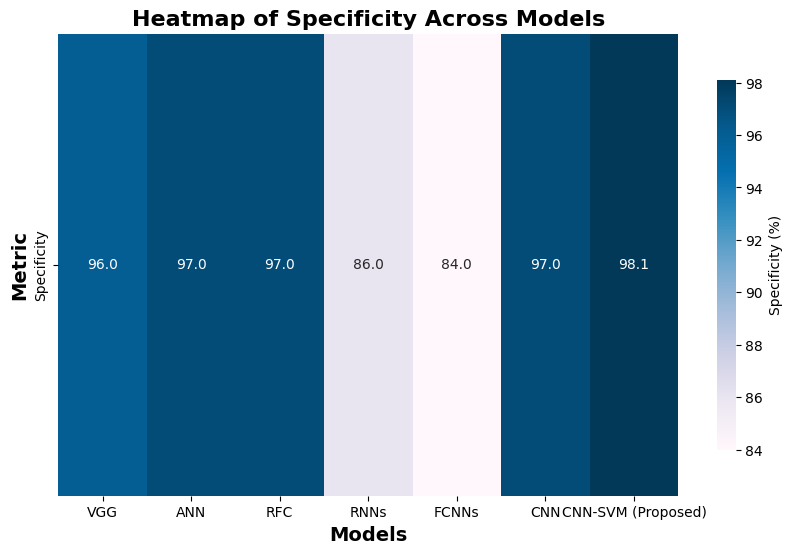 Heatmap of Specificity Across Models
Metric
Specificity
96.0 97.0 97.0 86.0 84.0 97.0 98.1
VGG ANN RFC RNNs FCNNs CNN CNN-SVM (Proposed)
Models
98
96
94
92
90
88
86
84
Specificity (%)